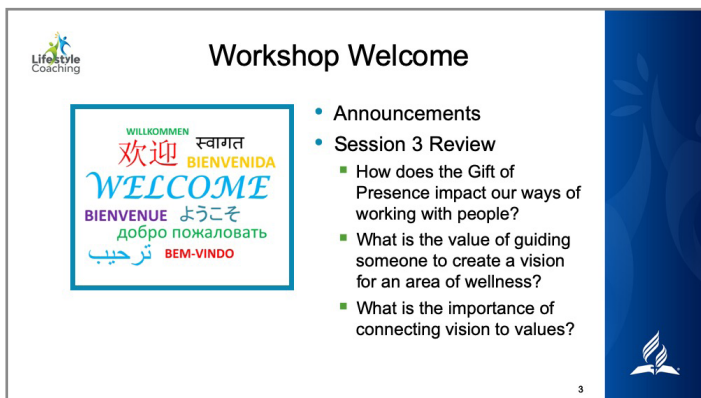 Lifestyle
Coaching
Workshop Welcome
WILLKOMMEN
欢迎
स्वागत
BIENVENIDA
WELCOME
BIENVENUE
ようこそ
добро пожаловать
ترحيب
BEM-VINDO
• Announcements
• Session 3 Review
▪ How does the Gift of
Presence impact our ways of
working with people?
▪ What is the value of guiding
someone to create a vision
for an area of wellness?
▪ What is the importance of
connecting vision to values?
3